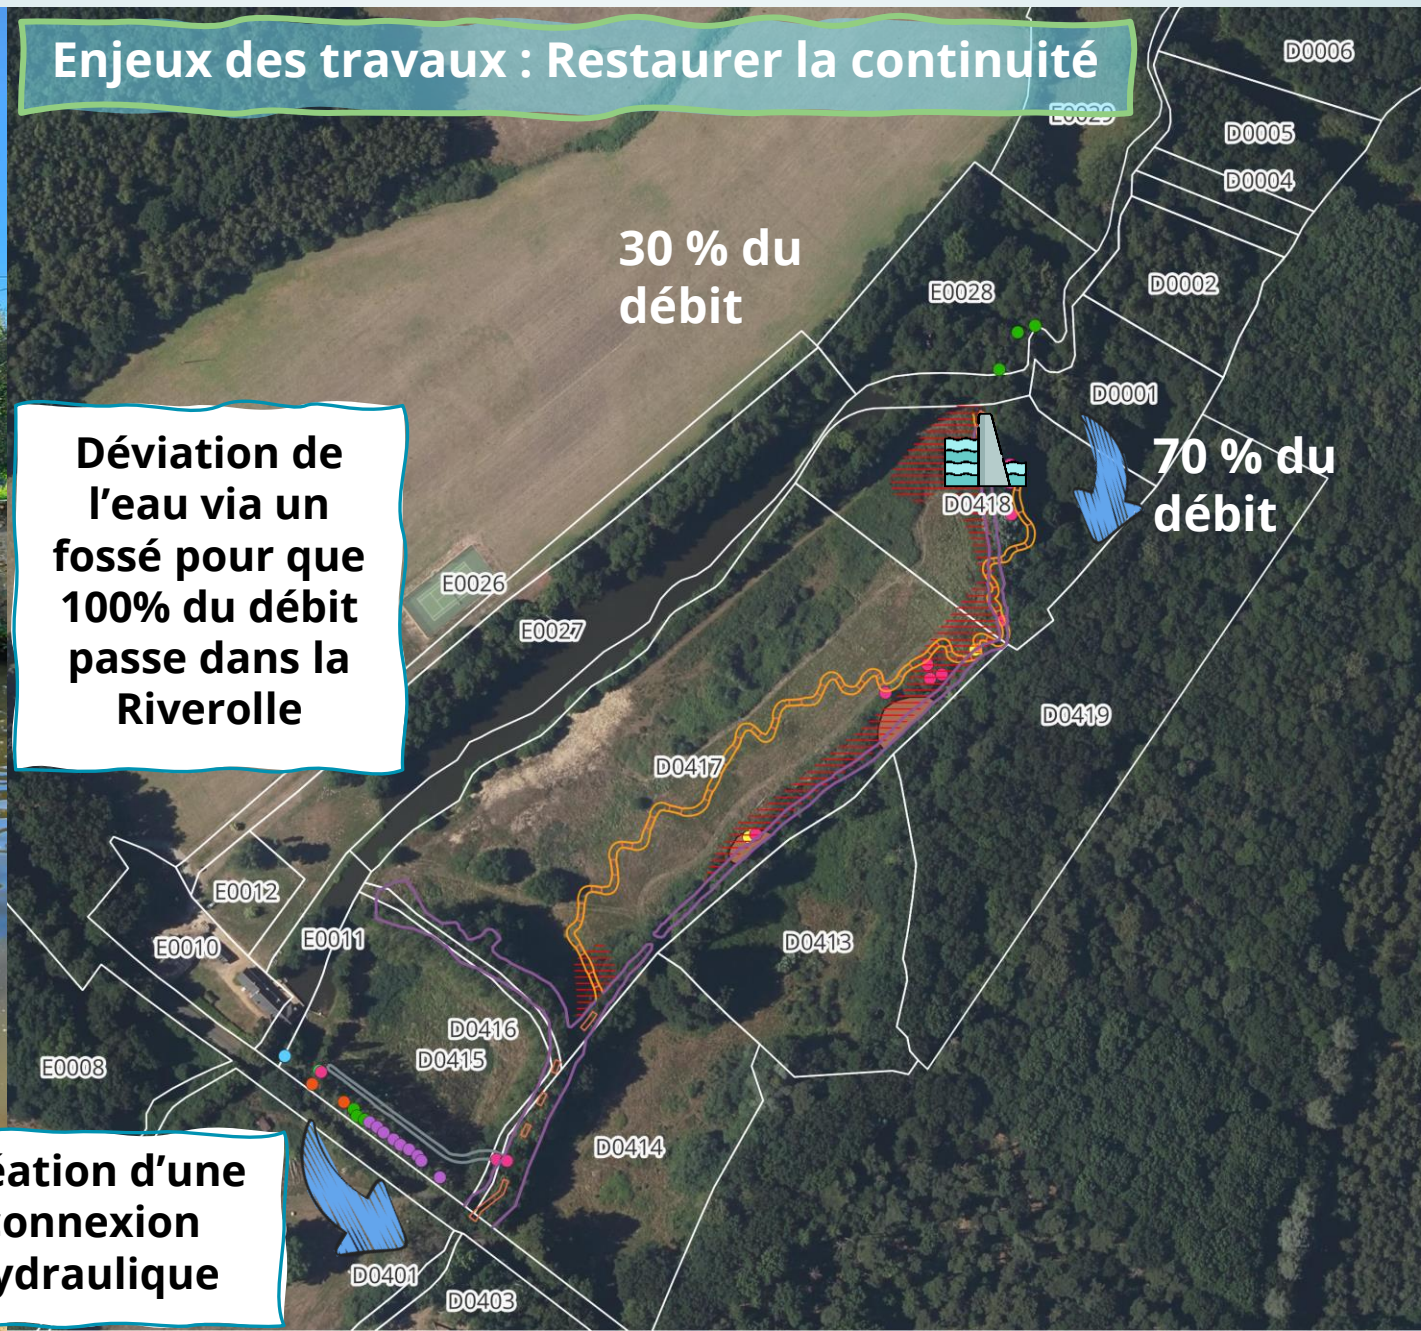 Enjeux des travaux : Restaurer la continuité
D0006
E0029
D0005
D0004
30 % du
débit
E0028
D0002
D0001
Déviation de
l’eau via un
fossé pour que
100% du débit
passe dans la
Riverolle
70 % du
débit
D0418
E0026
E0027
D0419
D0417
E0012
E0010
E0011
D0413
D0416
D0415
E0008
D0414
éation d’une
onnexion
ydraulique
D0401
D0403